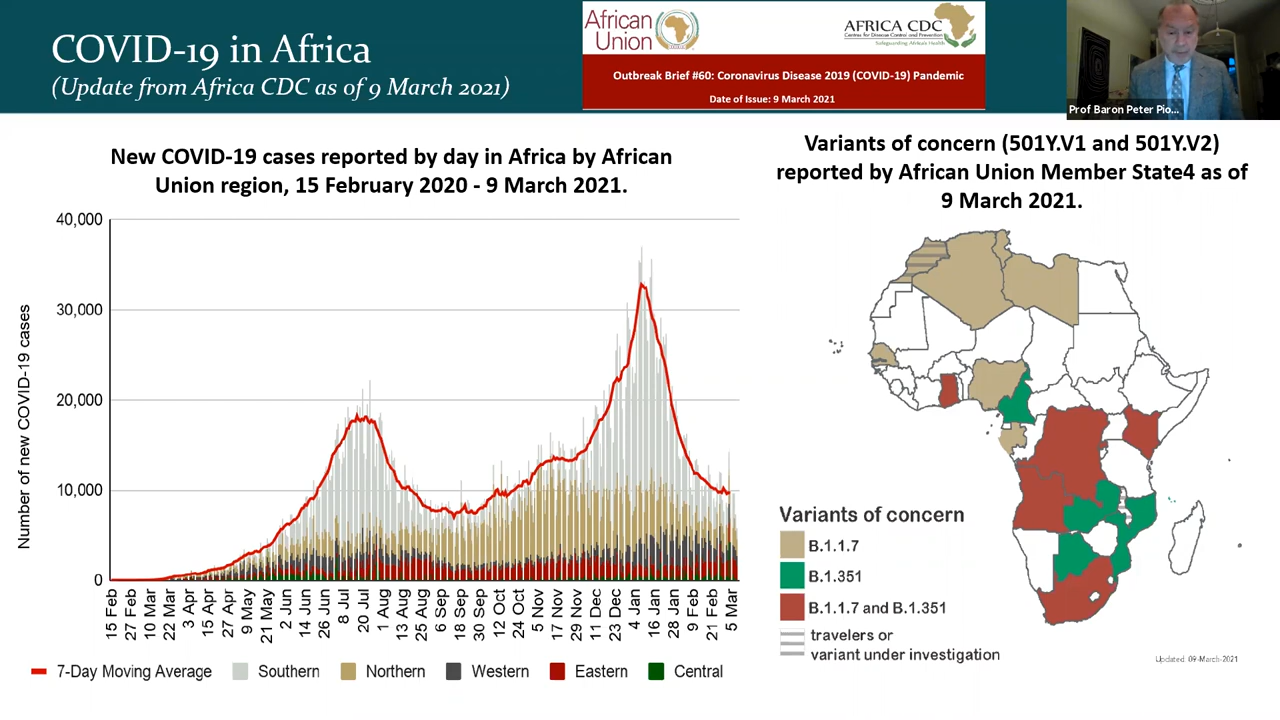 COVID-19 in Africa
(Update from Africa CDC as of 9 March 2021)
African
Union
AFRICA CDC
Centres for Disease Control and Prevention
Safeguarding Africa's Health
Outbreak Brief #60: Coronavirus Disease 2019 (COVID-19) Pandemic
Date of Issue: 9 March 2021
Prof Baron Peter Pio...
New COVID-19 cases reported by day in Africa by African
Union region, 15 February 2020 - 9 March 2021.
Number of new COVID-19 cases
40,000
30,000
20,000
10,000
0
15 Feb
27 Feb
10 Mar
22 Mar
3 Apr
15 Apr
27 Apr
9 May
21 May
2 Jun
14 Jun
26 Jun
8 Jul
20 Jul
1 Aug
13 Aug
25 Aug
6 Sep
18 Sep
30 Sep
12 Oct
24 Oct
5 Nov
17 Nov
29 Nov
11 Dec
23 Dec
4 Jan
16 Jan
28 Jan
9 Feb
21 Feb
5 Mar
7-Day Moving Average
Southern
Northern
Western
Eastern
Central
Variants of concern (501Y.V1 and 501Y.V2)
reported by African Union Member State4 as of
9 March 2021.
Variants of concern
B.1.1.7
B.1.351
B.1.1.7 and B.1.351
travelers or
variant under investigation
Updated: 09-March-2021